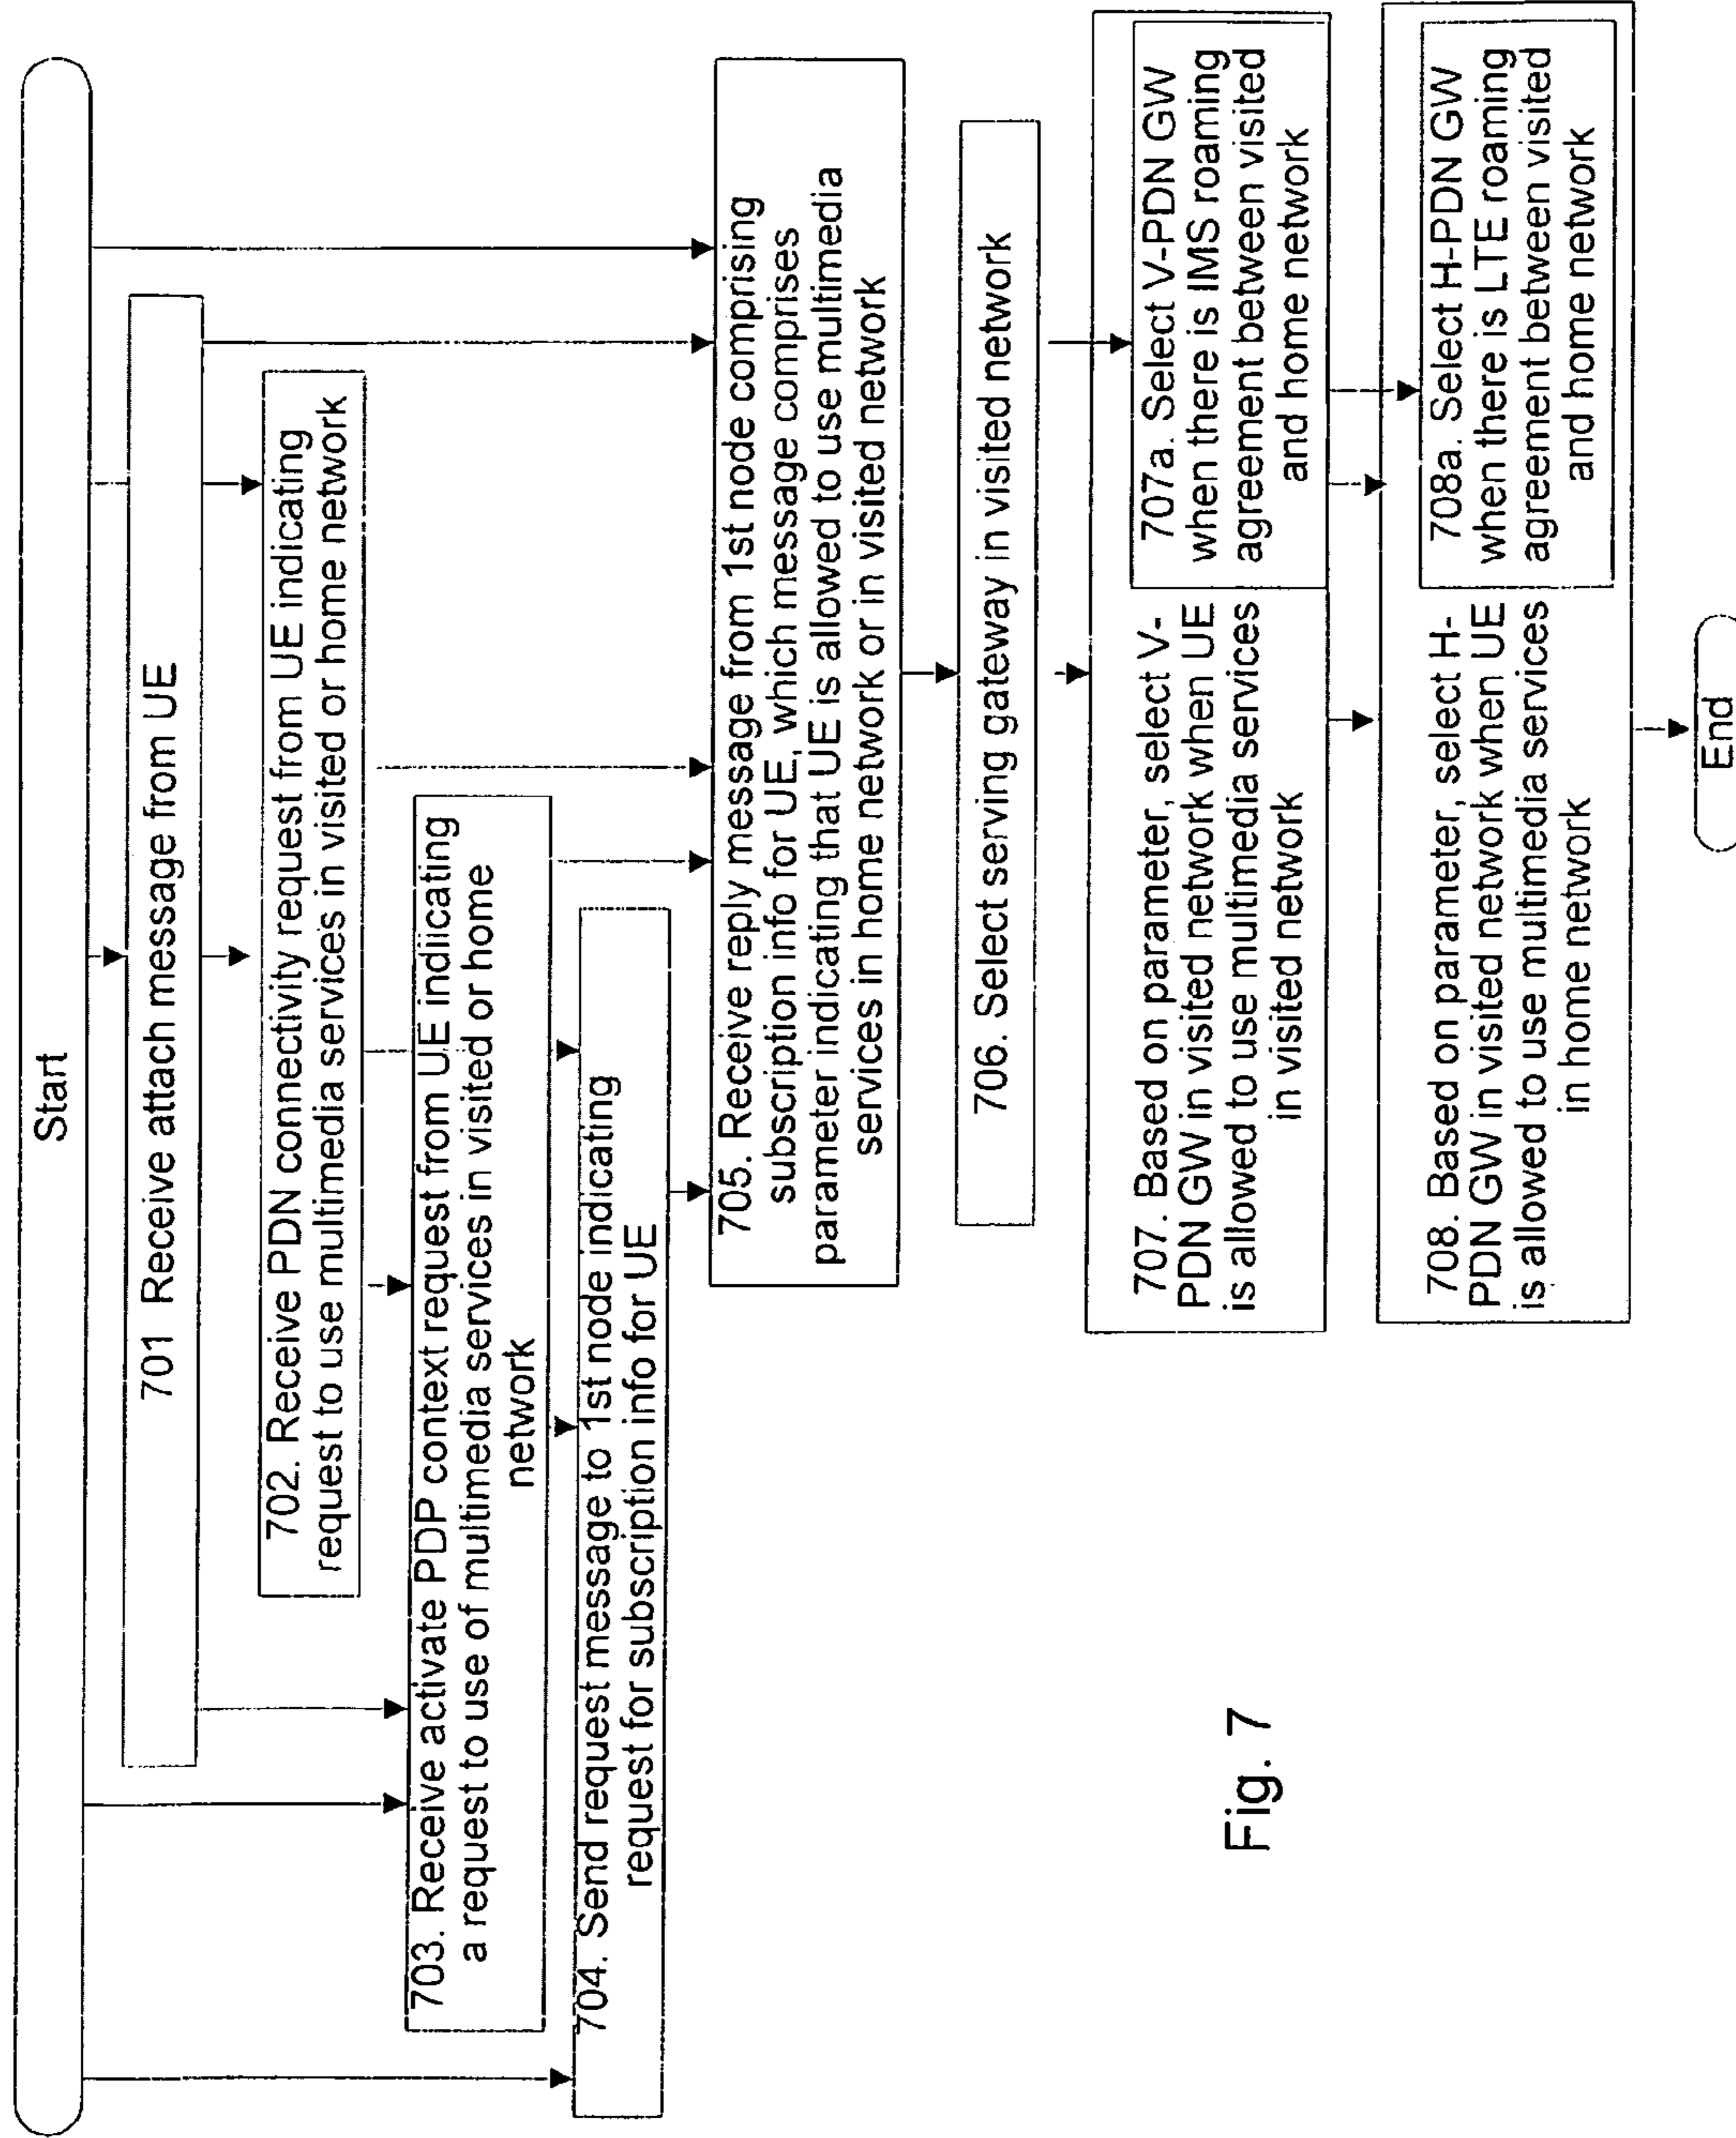 Start
701 Receive attach message from UE
702. Receive PDN connectivity request from UE indicating
request to use multimedia services in visited or home network
703. Receive activate PDP context request from UE indiicating
a request to use of multimedia services in visited or home
network
704. Send request message to 1st node indicating
request for subscription info for UE
705. Receive reply message from 1st node comprising
subscription info for UE, which message comprises
parameter indicating that UE is allowed to use multimedia
services in home network or in visited network
706. Select serving gateway in visited network
707. Based on parameter, select V-
PDN GW in visited network when UE
is allowed to use multimedia services
in visited network
707a. Select V-PDN GW
when there is IMS roaming
agreement between visited
and home network
708. Based on parameter, select H-
PDN GW in visited network when UE
is allowed to use multimedia services
in home network
708a. Select H-PDN GW
when there is LTE roaming
agreement between visited
and home network
End
Fig. 7